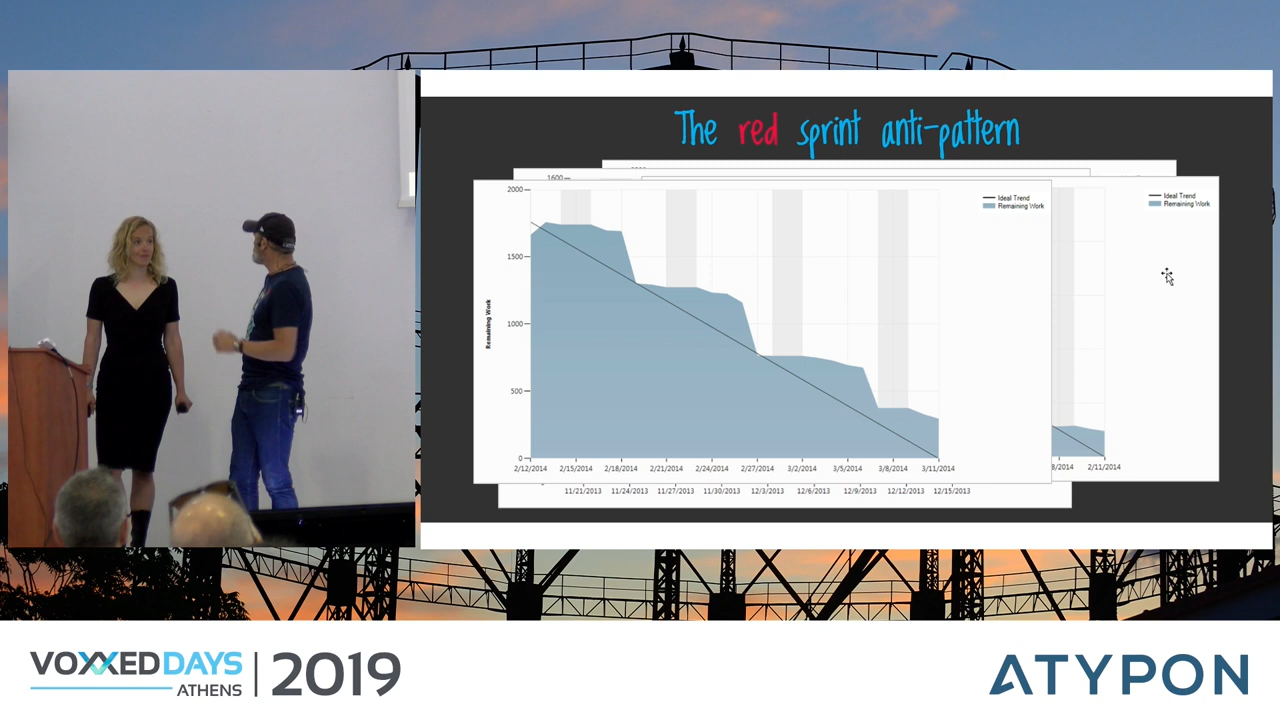 The red sprint anti-pattern
1600
2000
1500
1000
500
0
Remaining Work
Ideal Trend
Remaining Work
Ideal Trend
Remaining Work
2/12/2014 2/15/2014 2/18/2014 2/21/2014 2/24/2014 2/27/2014 3/2/2014 3/5/2014 3/8/2014 3/11/2014
8/2014 2/11/2014
11/21/2013 11/24/2013 11/27/2013 11/30/2013 12/3/2013 12/6/2013 12/9/2013 12/12/2013 12/15/2013
VOXXED DAYS
ATHENS
2019
ATYPON